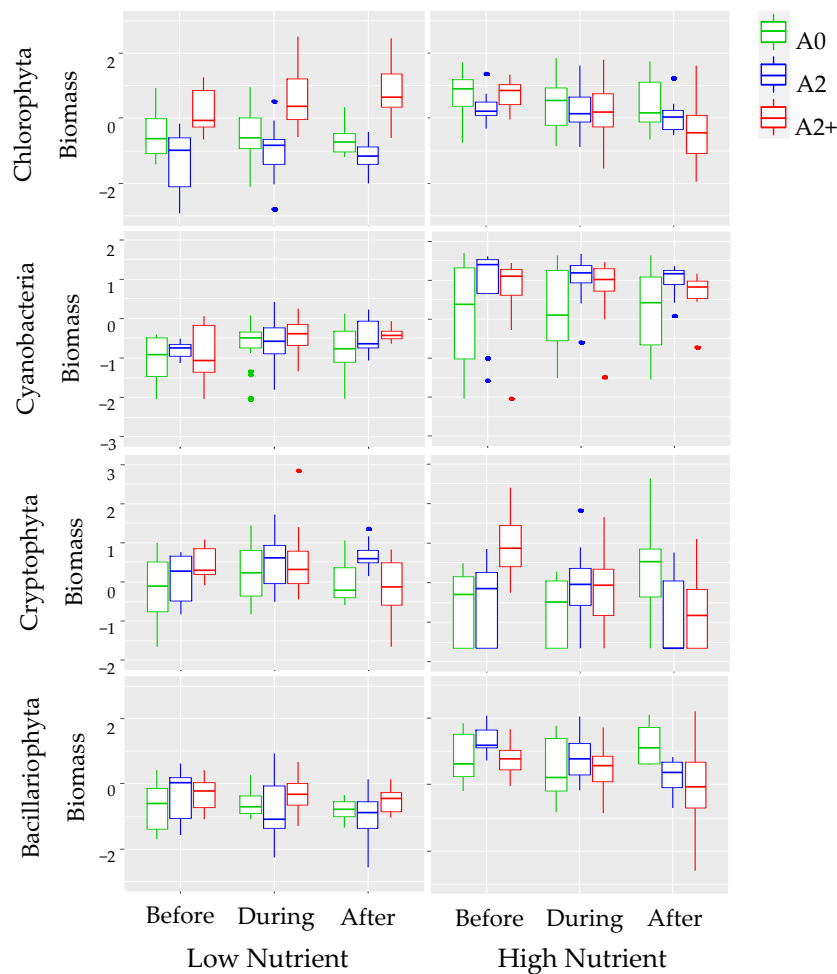 Chlorophyta
Biomass
2
0
−2
A0
A2
A2+
Cyanobacteria
Biomass
2
1
0
−1
−2
−3
Cryptophyta
Biomass
3
2
1
0
−1
−2
Bacillariophyta
Biomass
2
0
−2
Before During After Before During After
Low Nutrient High Nutrient